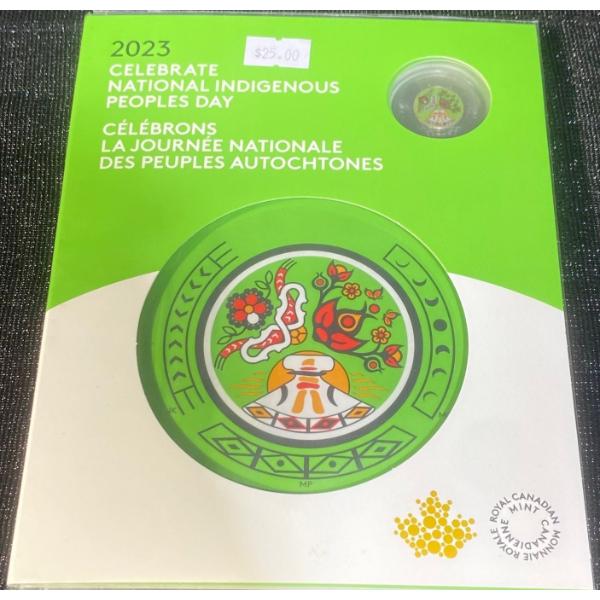 2023
$25.00
CELEBRATE
NATIONAL INDIGENOUS
PEOPLES DAY
CÉLÉBRONS
LA JOURNÉE NATIONALE
DES PEUPLES AUTOCHTONES
MP
ROYAL CANADIAN MINT
MONNAIE ROYALE CANADIENNE